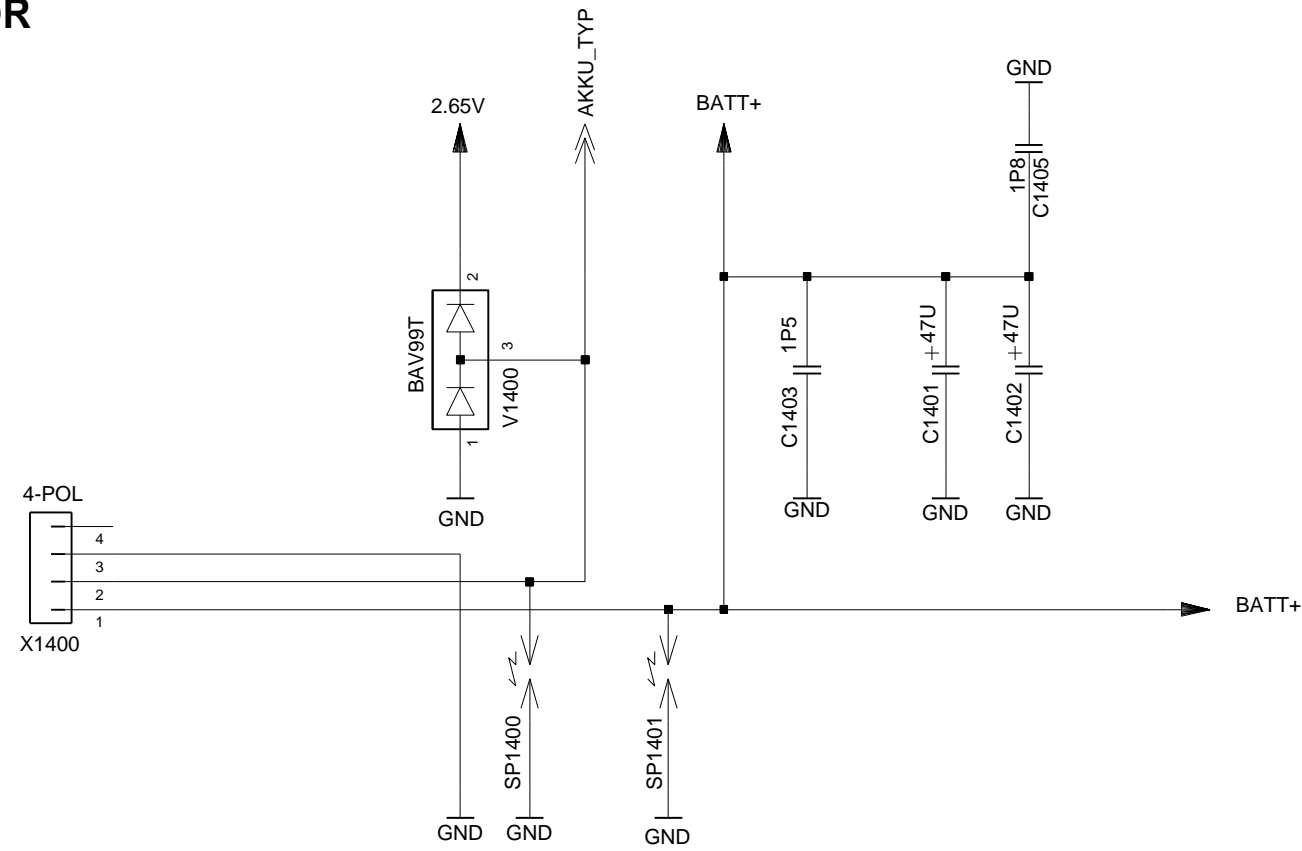 OR
AKKU_TYP
GND
2.65V
BATT+
1P8
C1405
2
BAV99T
3
V1400
1
GND
1P5
C1403
+
47U
C1401
+
47U
C1402
GND
GND
GND
4-POL
4
3
2
1
X1400
BATT+
SP1400
SP1401
GND
GND
GND